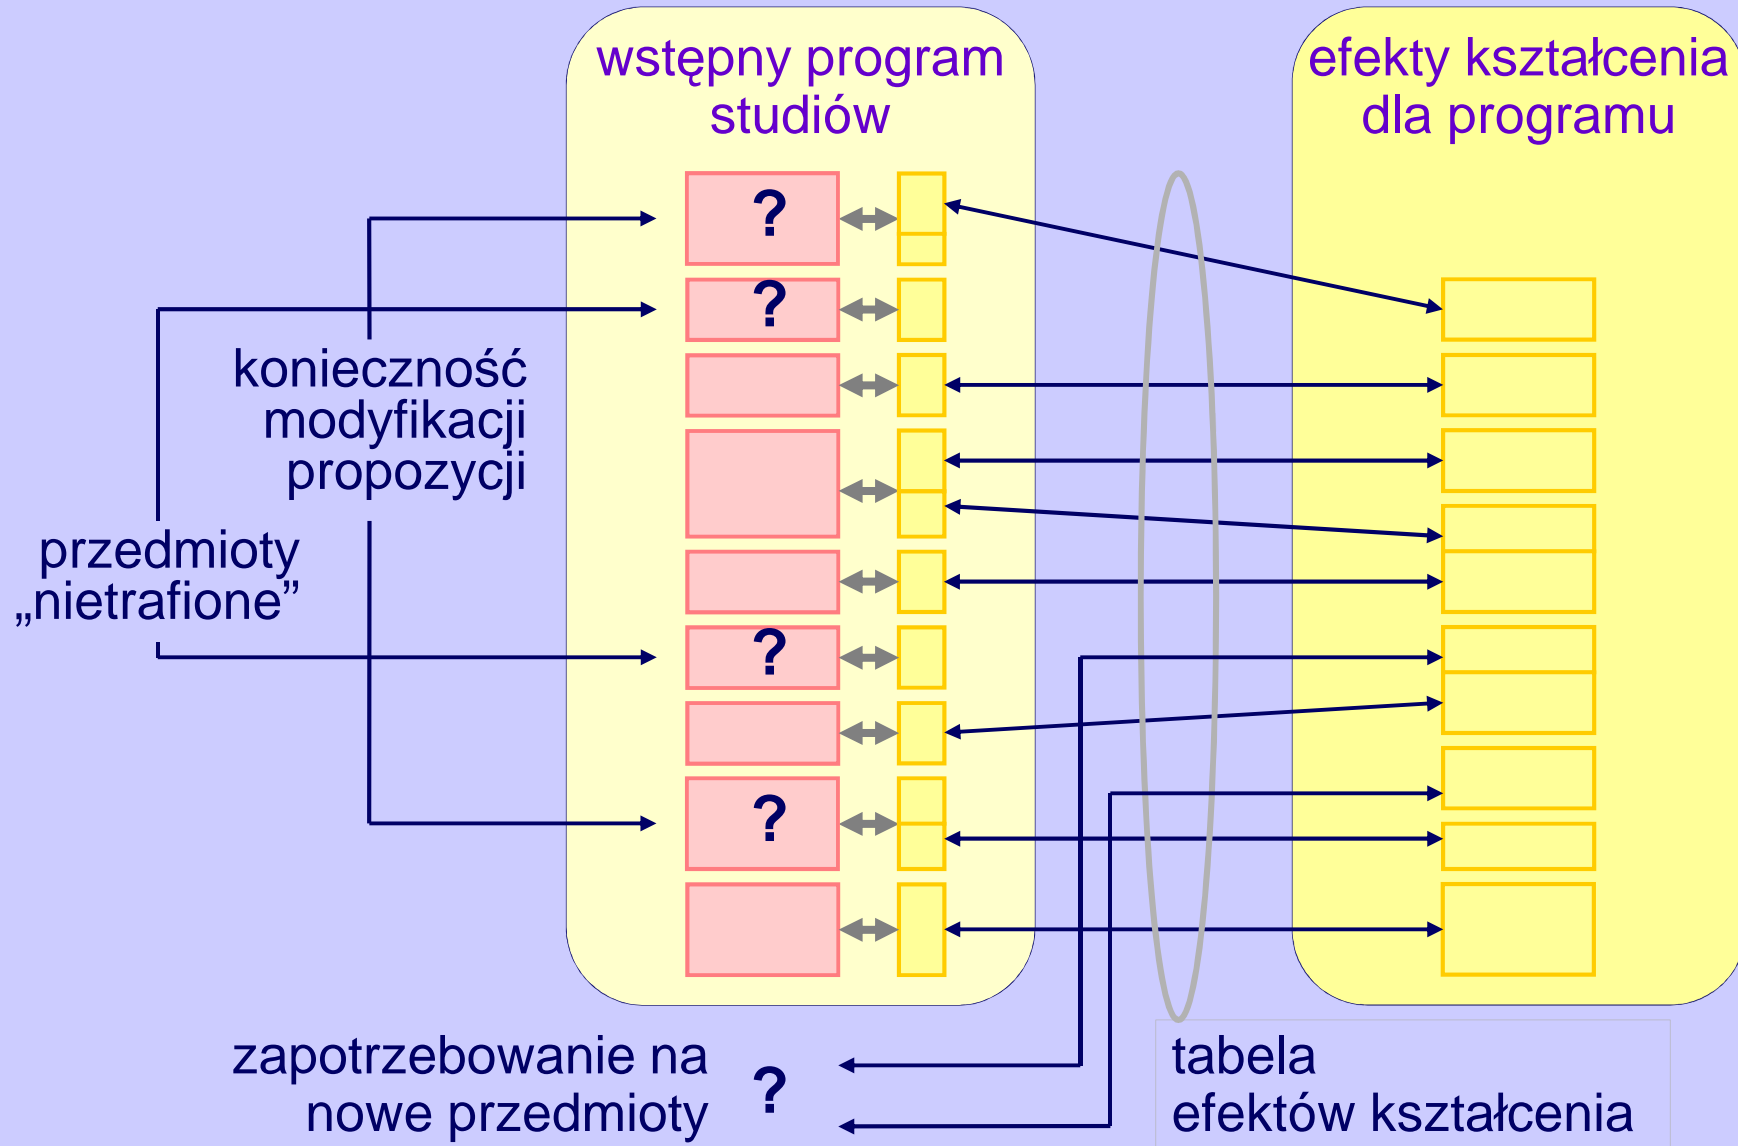 wstępny program
studiów
efekty kształcenia
dla programu
?
?
konieczność
modyfikacji
propozycji
przedmioty
„nietrafione”
?
?
zapotrzebowanie na
nowe przedmioty
?
tabela
efektów kształcenia